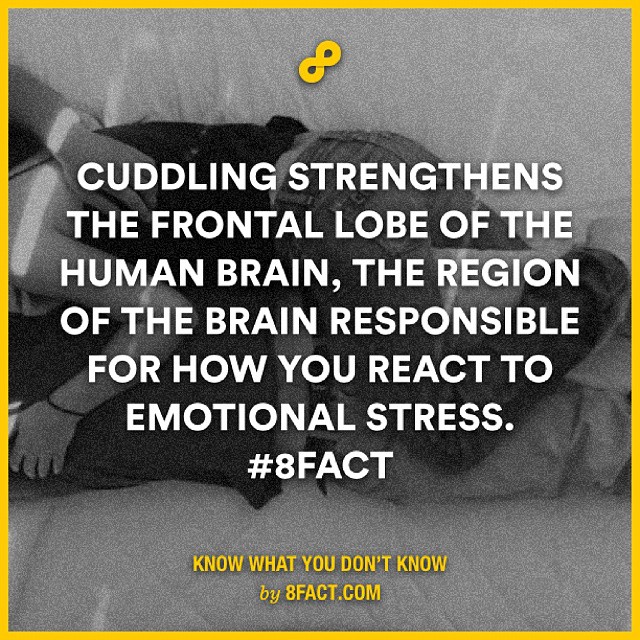 CUDDLING STRENGTHENS
THE FRONTAL LOBE OF THE
HUMAN BRAIN, THE REGION
OF THE BRAIN RESPONSIBLE
FOR HOW YOU REACT TO
EMOTIONAL STRESS.
#8FACT
KNOW WHAT YOU DON'T KNOW
by 8FACT.COM